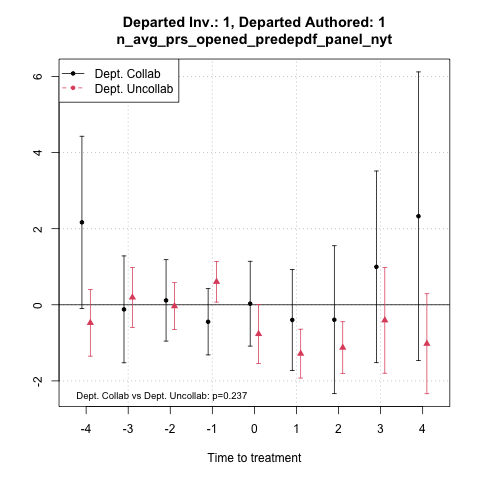 Departed Inv.: 1, Departed Authored: 1
n_avg_prs_opened_predepdf_panel_nyt
Dept. Collab
Dept. Uncollab
6
4
2
0
-2
Dept. Collab vs Dept. Uncollab: p=0.237
-4 -3 -2 -1 0 1 2 3 4
Time to treatment